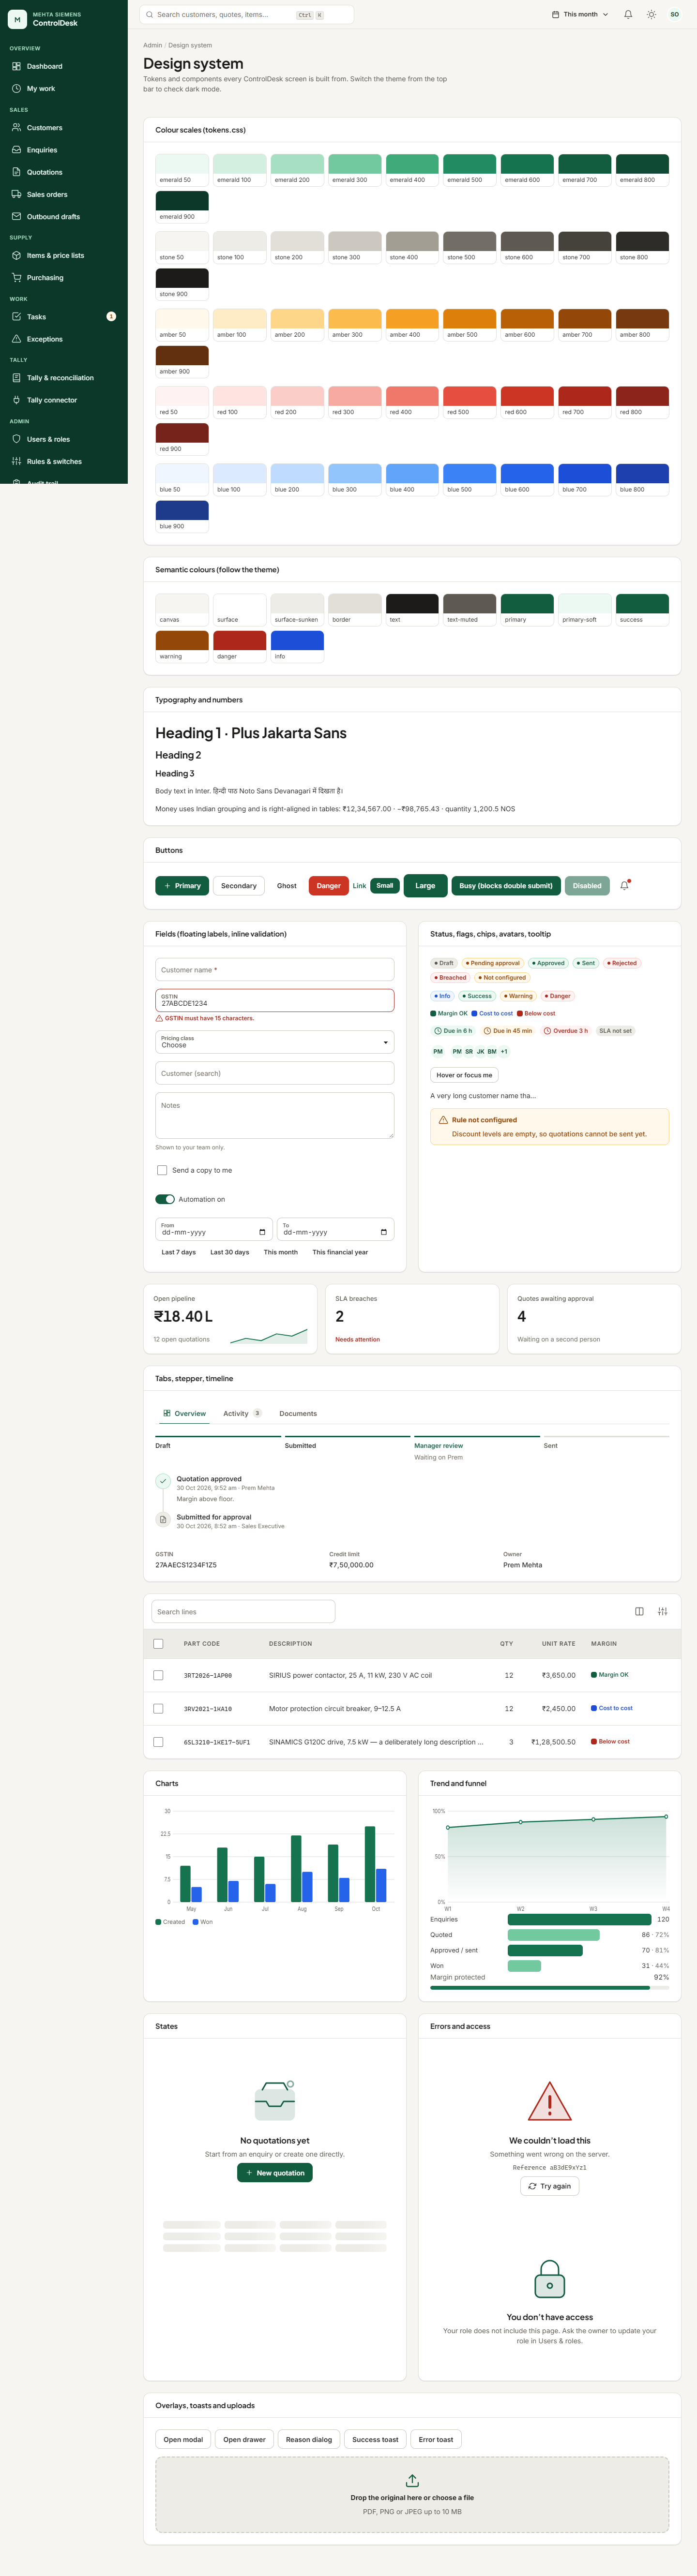 M
MEHTA SIEMENS
ControlDesk
OVERVIEW
Dashboard
My work
SALES
Customers
Enquiries
Quotations
Sales orders
Outbound drafts
SUPPLY
Items & price lists
Purchasing
WORK
Tasks
Exceptions
TALLY
Tally & reconciliation
Tally connector
ADMIN
Users & roles
Rules & switches
Audit trail
Search customers, quotes, items... Ctrl K
This month
SO
Admin / Design system
Design system
Tokens and components every ControlDesk screen is built from. Switch the theme from the top
bar to check dark mode.
Colour scales (tokens.css)
emerald 50 emerald 100 emerald 200 emerald 300 emerald 400 emerald 500 emerald 600 emerald 700 emerald 800
emerald 900
stone 50 stone 100 stone 200 stone 300 stone 400 stone 500 stone 600 stone 700 stone 800
stone 900
amber 50 amber 100 amber 200 amber 300 amber 400 amber 500 amber 600 amber 700 amber 800
amber 900
red 50 red 100 red 200 red 300 red 400 red 500 red 600 red 700 red 800
red 900
blue 50 blue 100 blue 200 blue 300 blue 400 blue 500 blue 600 blue 700 blue 800
blue 900
Semantic colours (follow the theme)
canvas surface surface-sunken border text text-muted primary primary-soft success
warning danger info
Typography and numbers
Heading 1 · Plus Jakarta Sans
Heading 2
Heading 3
Body text in Inter. हिन्दी पाठ Noto Sans Devanagari में दिखता है।
Money uses Indian grouping and is right-aligned in tables: ₹12,34,567.00 · −₹98,765.43 · quantity 1,200.5 NOS
Buttons
Primary Secondary Ghost Danger Link Small Large Busy (blocks double submit) Disabled
Fields (floating labels, inline validation)
Customer name *
GSTIN
27ABCDE1234
GSTIN must have 15 characters.
Pricing class
Choose
Customer (search)
Notes
Shown to your team only.
Send a copy to me
Automation on
From
dd-mm-yyyy
To
dd-mm-yyyy
Last 7 days Last 30 days This month This financial year
Status, flags, chips, avatars, tooltip
Draft Pending approval Approved Sent Rejected
Breached Not configured
Info Success Warning Danger
Margin OK Cost to cost Below cost
Due in 6 h Due in 45 min Overdue 3 h SLA not set
PM PM SR JK BM +1
Hover or focus me
A very long customer name tha...
Rule not configured
Discount levels are empty, so quotations cannot be sent yet.
Open pipeline
₹18.40 L
12 open quotations
SLA breaches
2
Needs attention
Quotes awaiting approval
4
Waiting on a second person
Tabs, stepper, timeline
Overview Activity 3 Documents
Draft Submitted Manager review Sent
Waiting on Prem
Quotation approved
30 Oct 2026, 9:52 am · Prem Mehta
Margin above floor.
Submitted for approval
30 Oct 2026, 8:52 am · Sales Executive
GSTIN Credit limit Owner
27AAECS1234F1Z5 ₹7,50,000.00 Prem Mehta
Search lines
PART CODE DESCRIPTION QTY UNIT RATE MARGIN
3RT2026-1AP00 SIRIUS power contactor, 25 A, 11 kW, 230 V AC coil 12 ₹3,650.00 Margin OK
3RV2021-1KA10 Motor protection circuit breaker, 9–12.5 A 12 ₹2,450.00 Cost to cost
6SL3210-1KE17-5UF1 SINAMICS G120C drive, 7.5 kW — a deliberately long description ... 3 ₹1,28,500.50 Below cost
Charts
30
22.5
15
7.5
0
May Jun Jul Aug Sep Oct
Created Won
Trend and funnel
100%
50%
0%
W1 W2 W3 W4
Enquiries 120
Quoted 86 · 72%
Approved / sent 70 · 81%
Won 31 · 44%
Margin protected 92%
States
No quotations yet
Start from an enquiry or create one directly.
New quotation
Errors and access
We couldn't load this
Something went wrong on the server.
Reference aB3dE9kYz1
Try again
You don't have access
Your role does not include this page. Ask the owner to update your
role in Users & roles.
Overlays, toasts and uploads
Open modal Open drawer Reason dialog Success toast Error toast
Drop the original here or choose a file
PDF, PNG or JPEG up to 10 MB